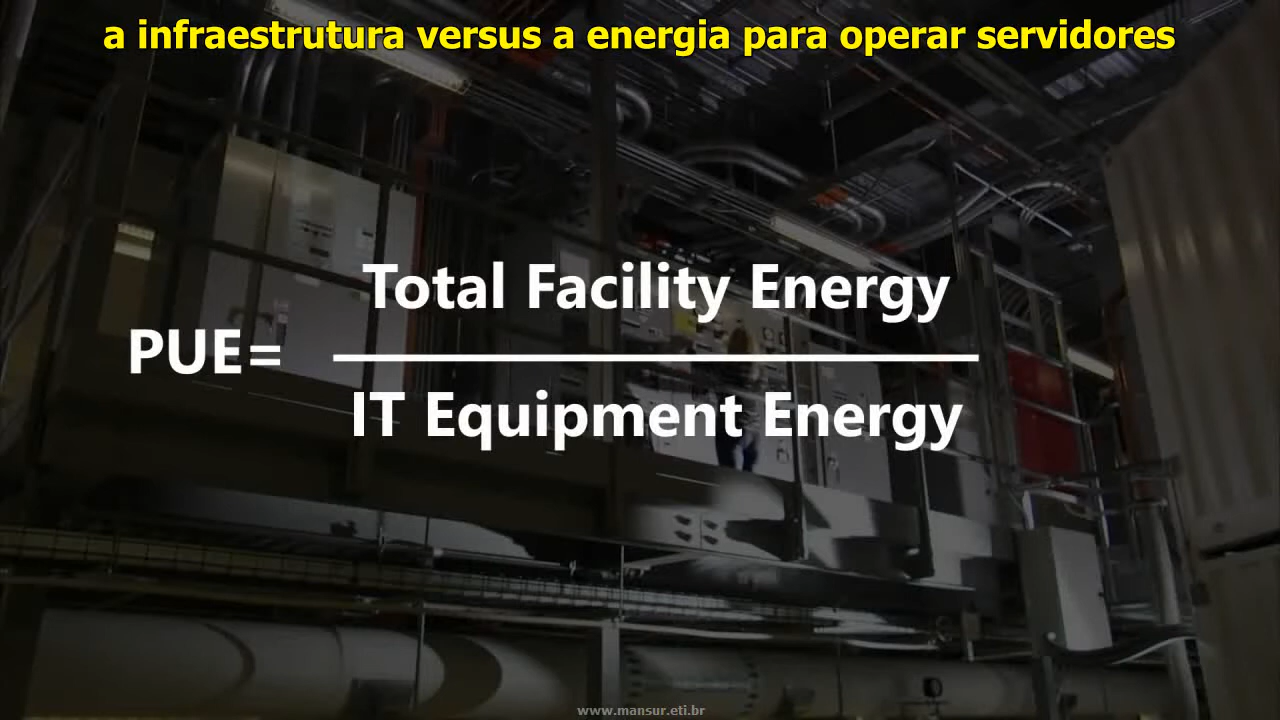 a infraestrutura versus a energia para operar servidores
Total Facility Energy
PUE=
IT Equipment Energy
www.mansur.eti.br